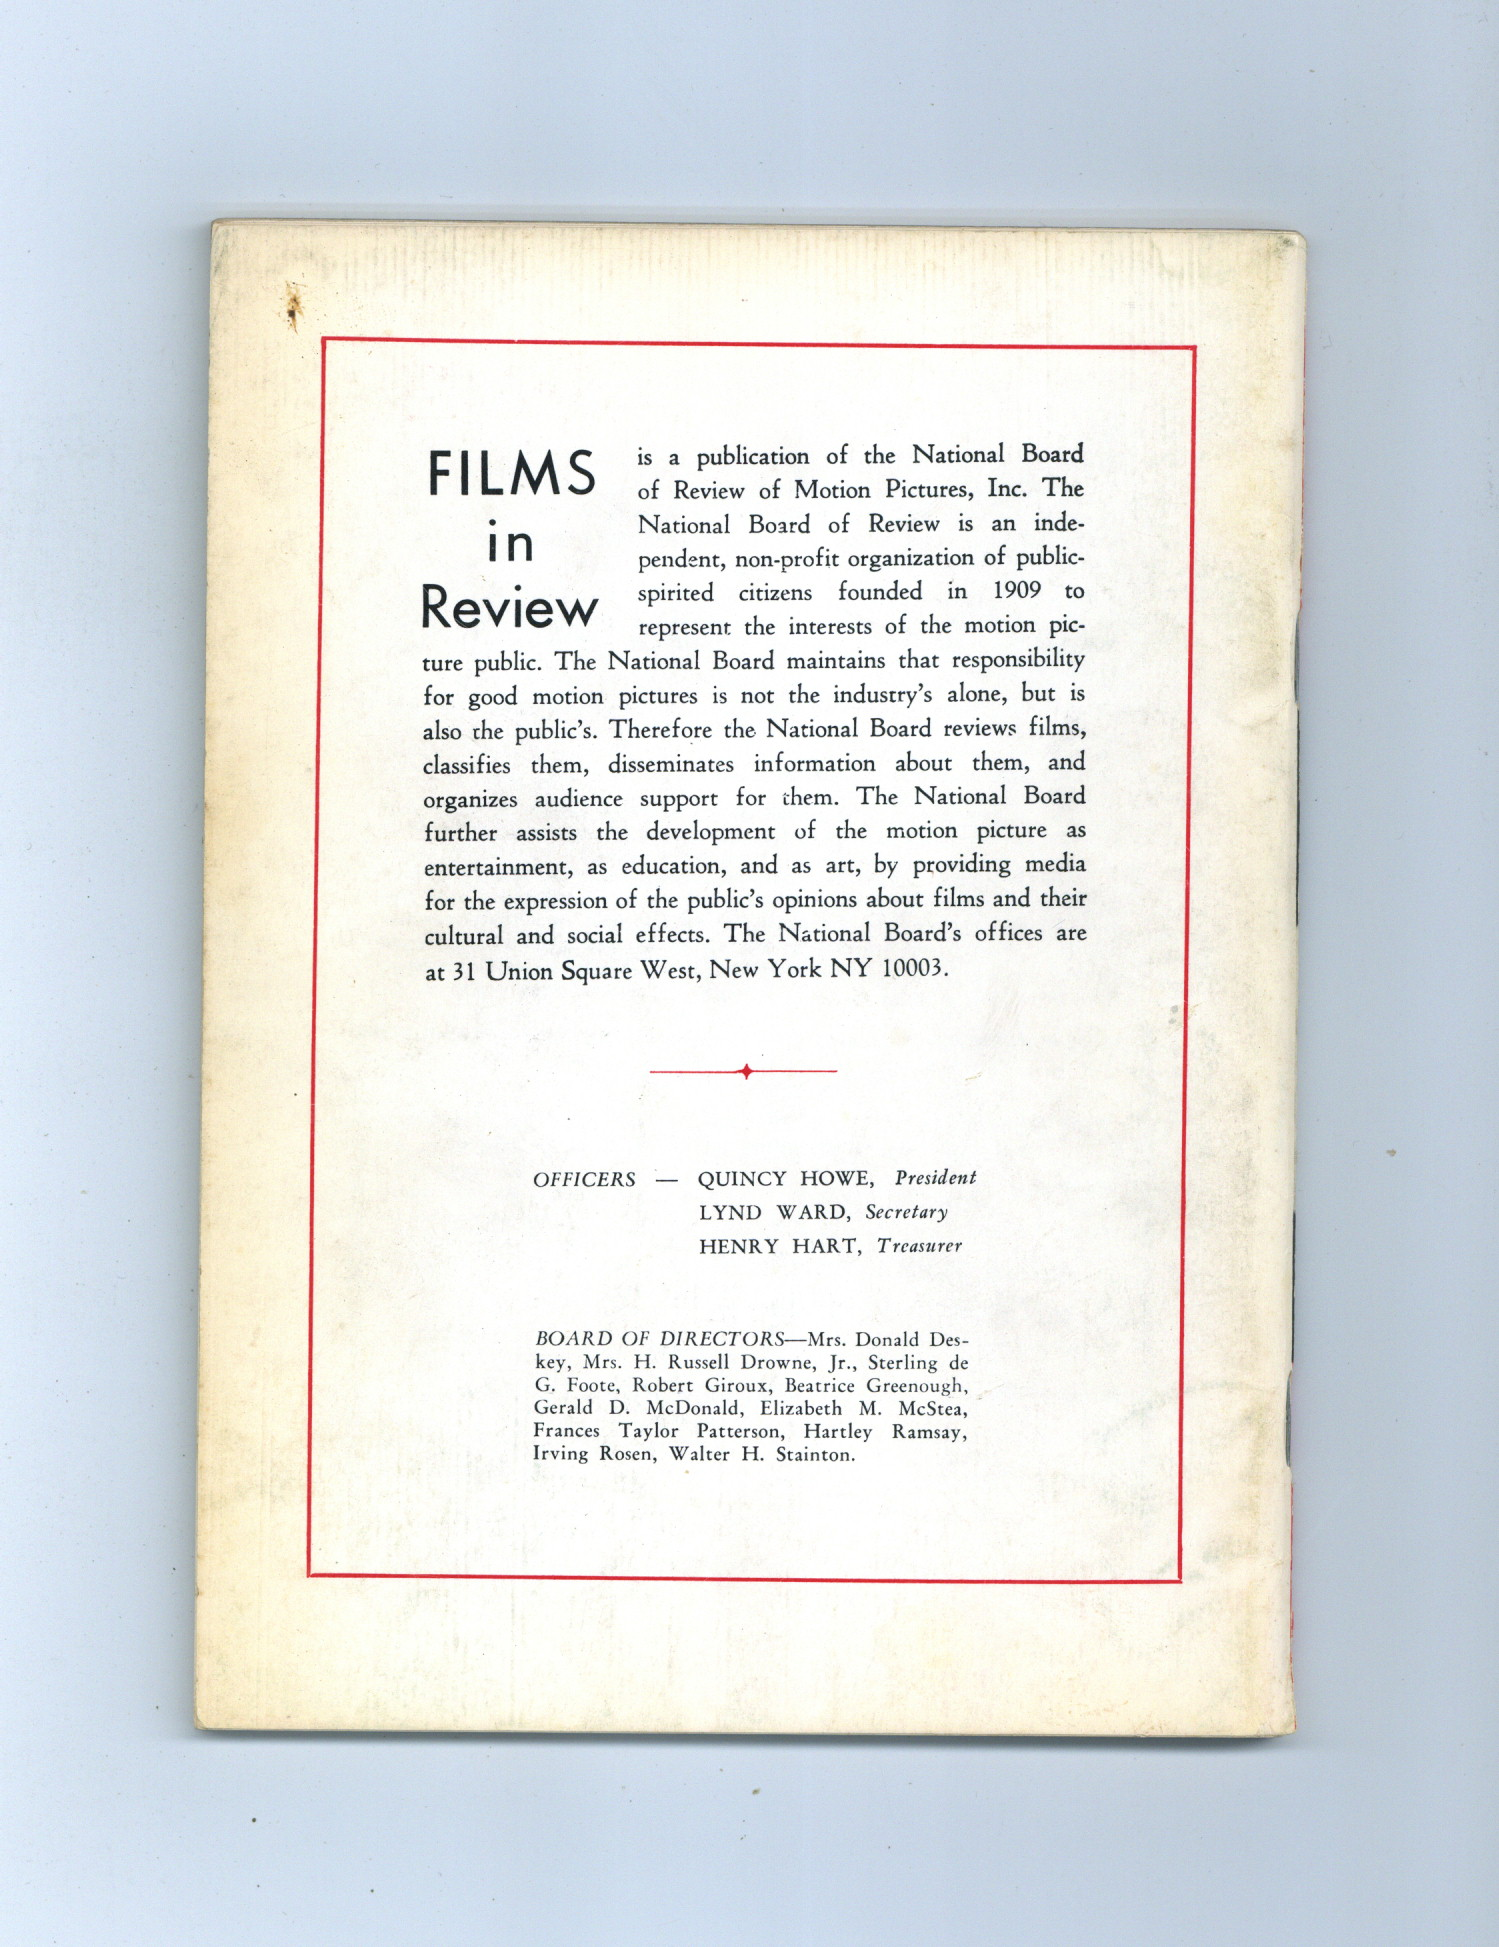 FILMS
in
Review
is a publication of the National Board
of Review of Motion Pictures, Inc. The
National Board of Review is an inde-
pendent, non-profit organization of public-
spirited citizens founded in 1909 to
represent the interests of the motion pic-
ture public. The National Board maintains that responsibility
for good motion pictures is not the industry's alone, but is
also the public's. Therefore the National Board reviews films,
classifies them, disseminates information about them, and
organizes audience support for them. The National Board
further assists the development of the motion picture as
entertainment, as education, and as art, by providing media
for the expression of the public's opinions about films and their
cultural and social effects. The National Board's offices are
at 31 Union Square West, New York NY 10003.
OFFICERS — QUINCY HOWE, President
LYND WARD, Secretary
HENRY HART, Treasurer
BOARD OF DIRECTORS—Mrs. Donald Des-
key, Mrs. H. Russell Drowne, Jr., Sterling de
G. Foote, Robert Giroux, Beatrice Greenough,
Gerald D. McDonald, Elizabeth M. McStea,
Frances Taylor Patterson, Hartley Ramsay,
Irving Rosen, Walter H. Stainton.